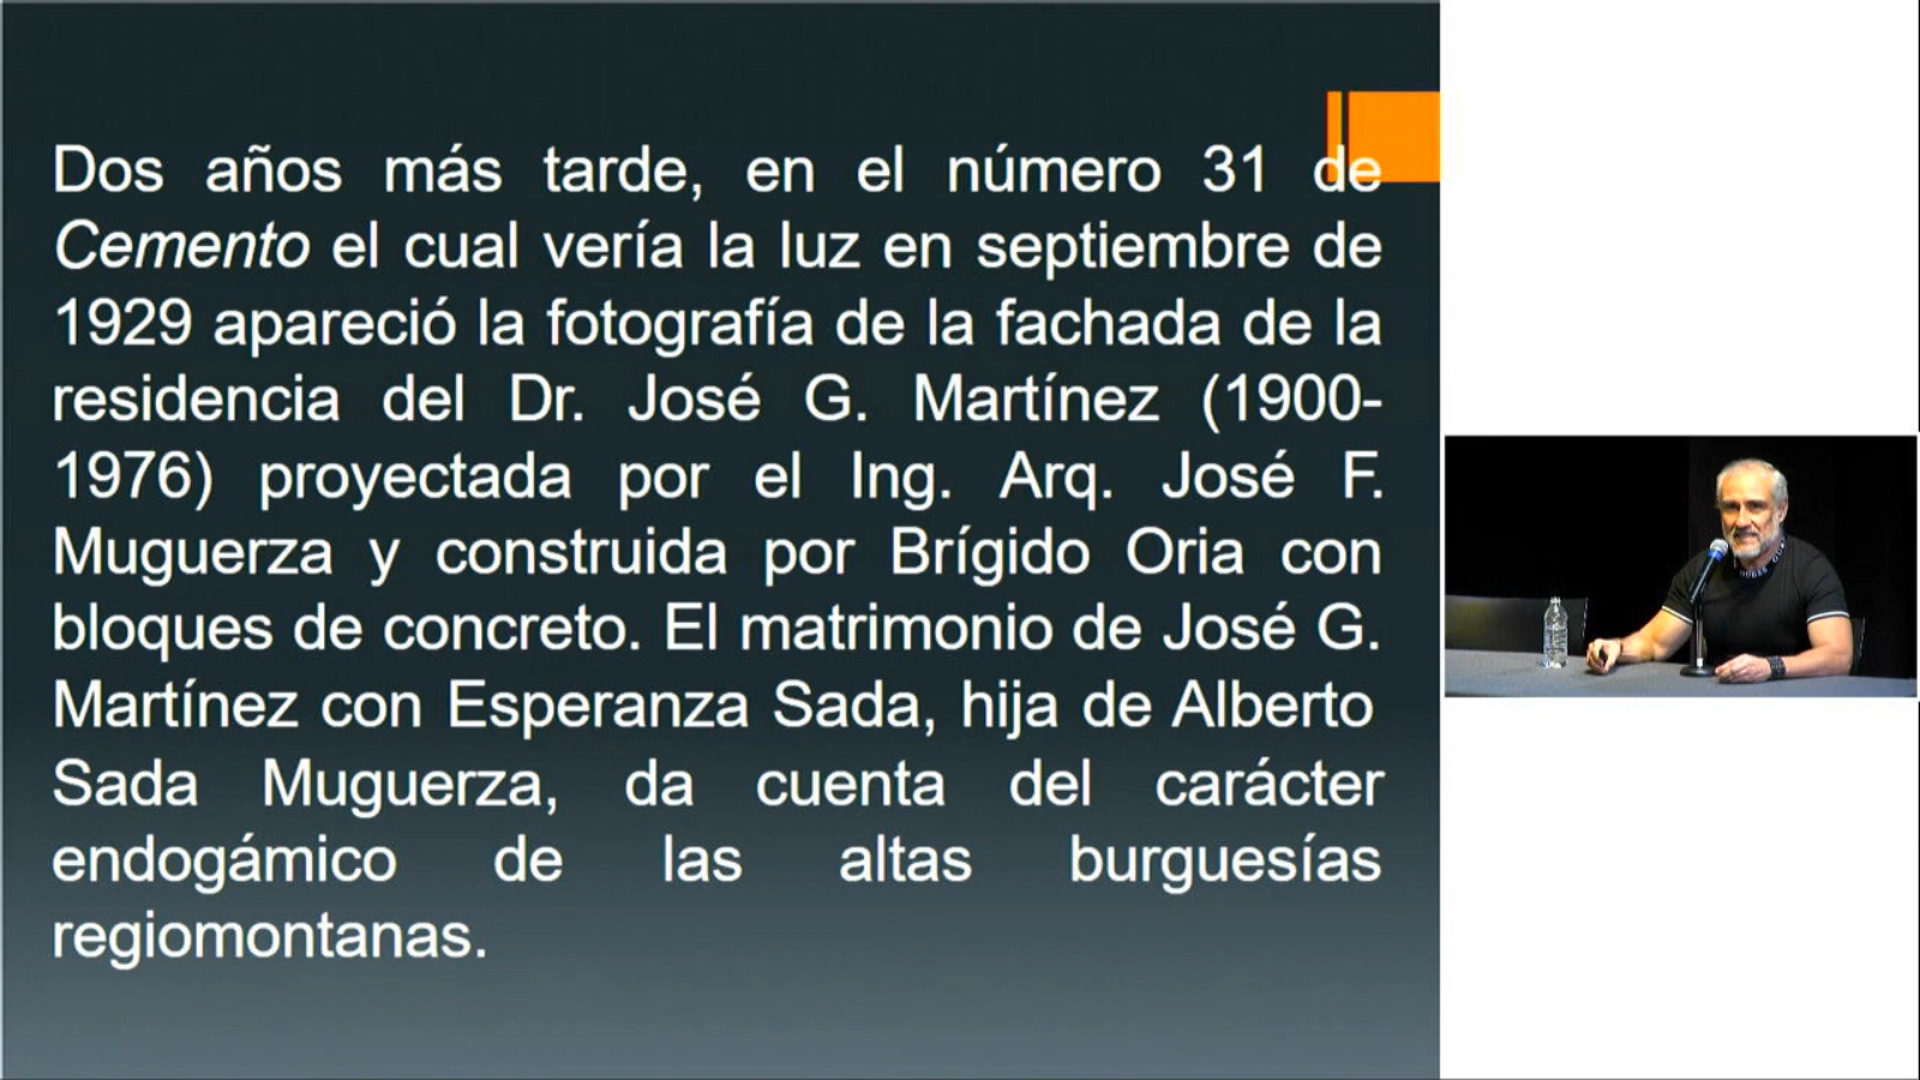 Dos años más tarde, en el número 31 de
Cemento el cual vería la luz en septiembre de
1929 apareció la fotografía de la fachada de la
residencia del Dr. José G. Martínez (1900-
1976) proyectada por el Ing. Arq. José F.
Muguerza y construida por Brígido Oria con
bloques de concreto. El matrimonio de José G.
Martínez con Esperanza Sada, hija de Alberto
Sada Muguerza, da cuenta del carácter
endogámico de las altas burguesías
regiomontanas.